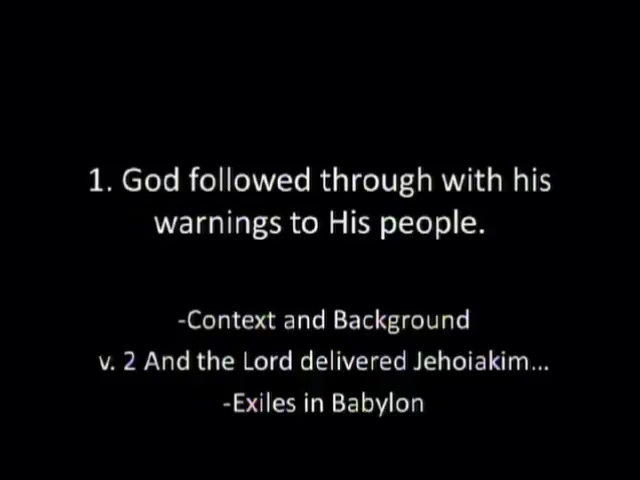 1. God followed through with his
warnings to His people.
-Context and Background
v. 2 And the Lord delivered Jehoiakim...
-Exiles in Babylon